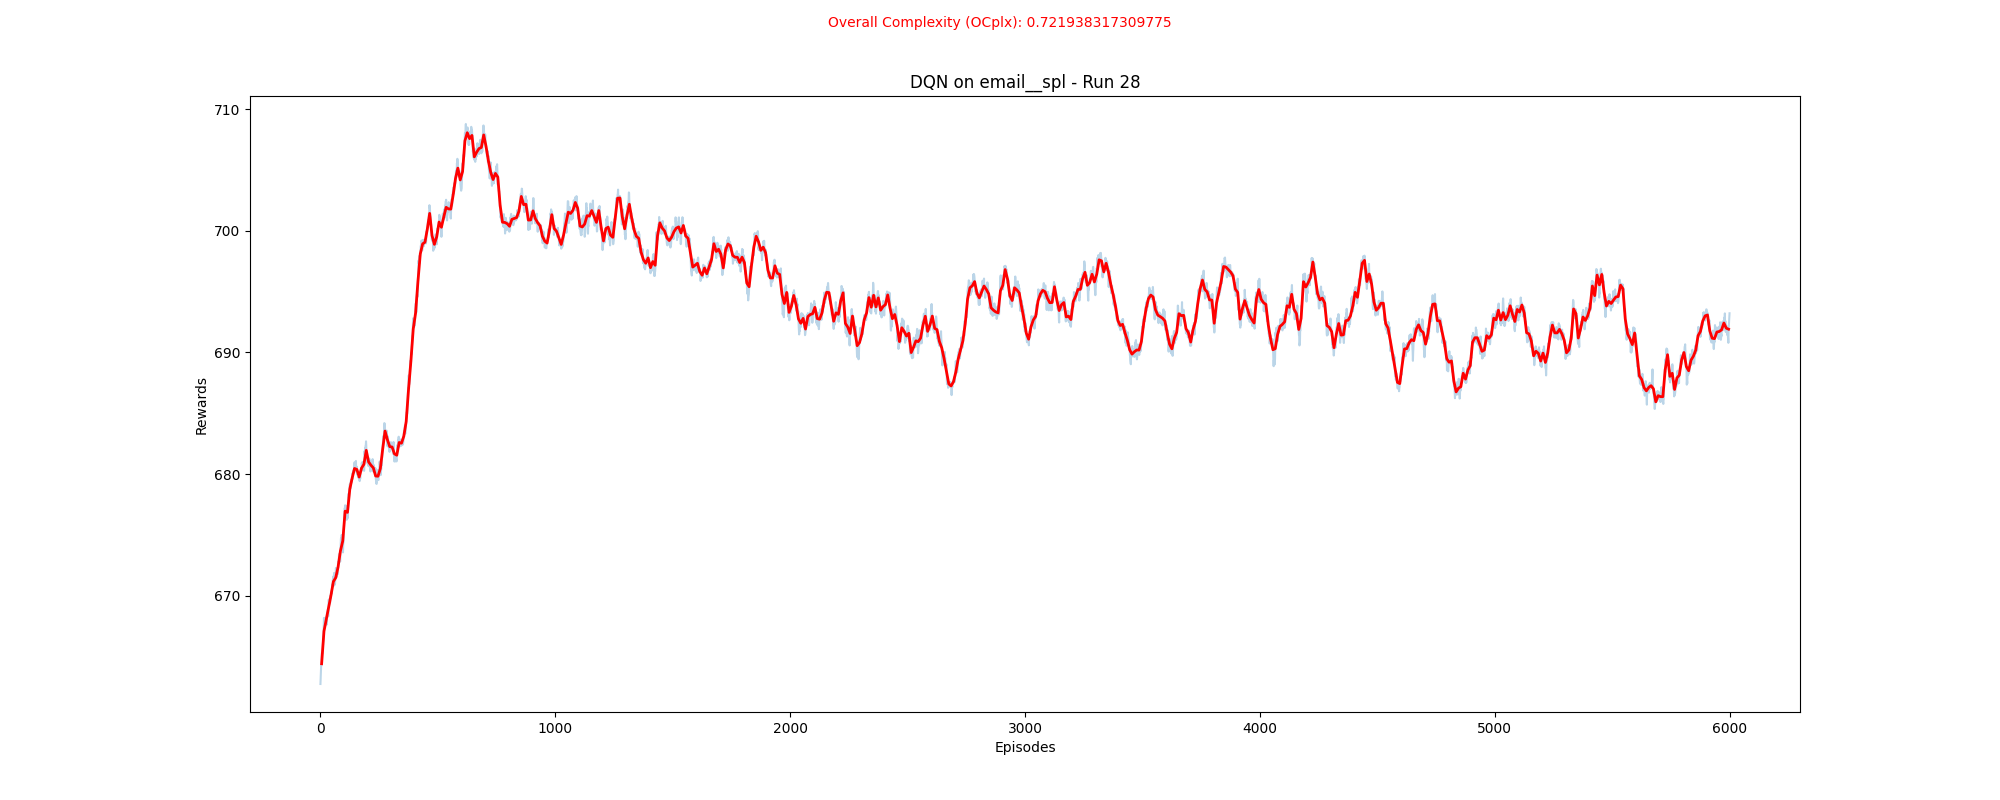 Overall Complexity (OCplx): 0.721938317309775
DQN on email__spl - Run 28
710
700
690
680
670
Rewards
0 1000 2000 3000 4000 5000 6000
Episodes